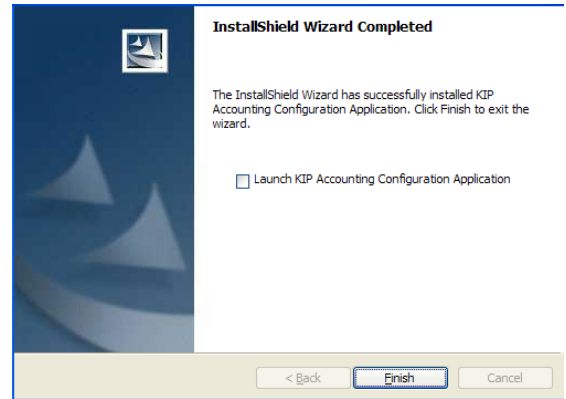 InstallShield Wizard Completed
The InstallShield Wizard has successfully installed KIP
Accounting Configuration Application. Click Finish to exit the
wizard.
Launch KIP Accounting Configuration Application
< Back
Finish
Cancel